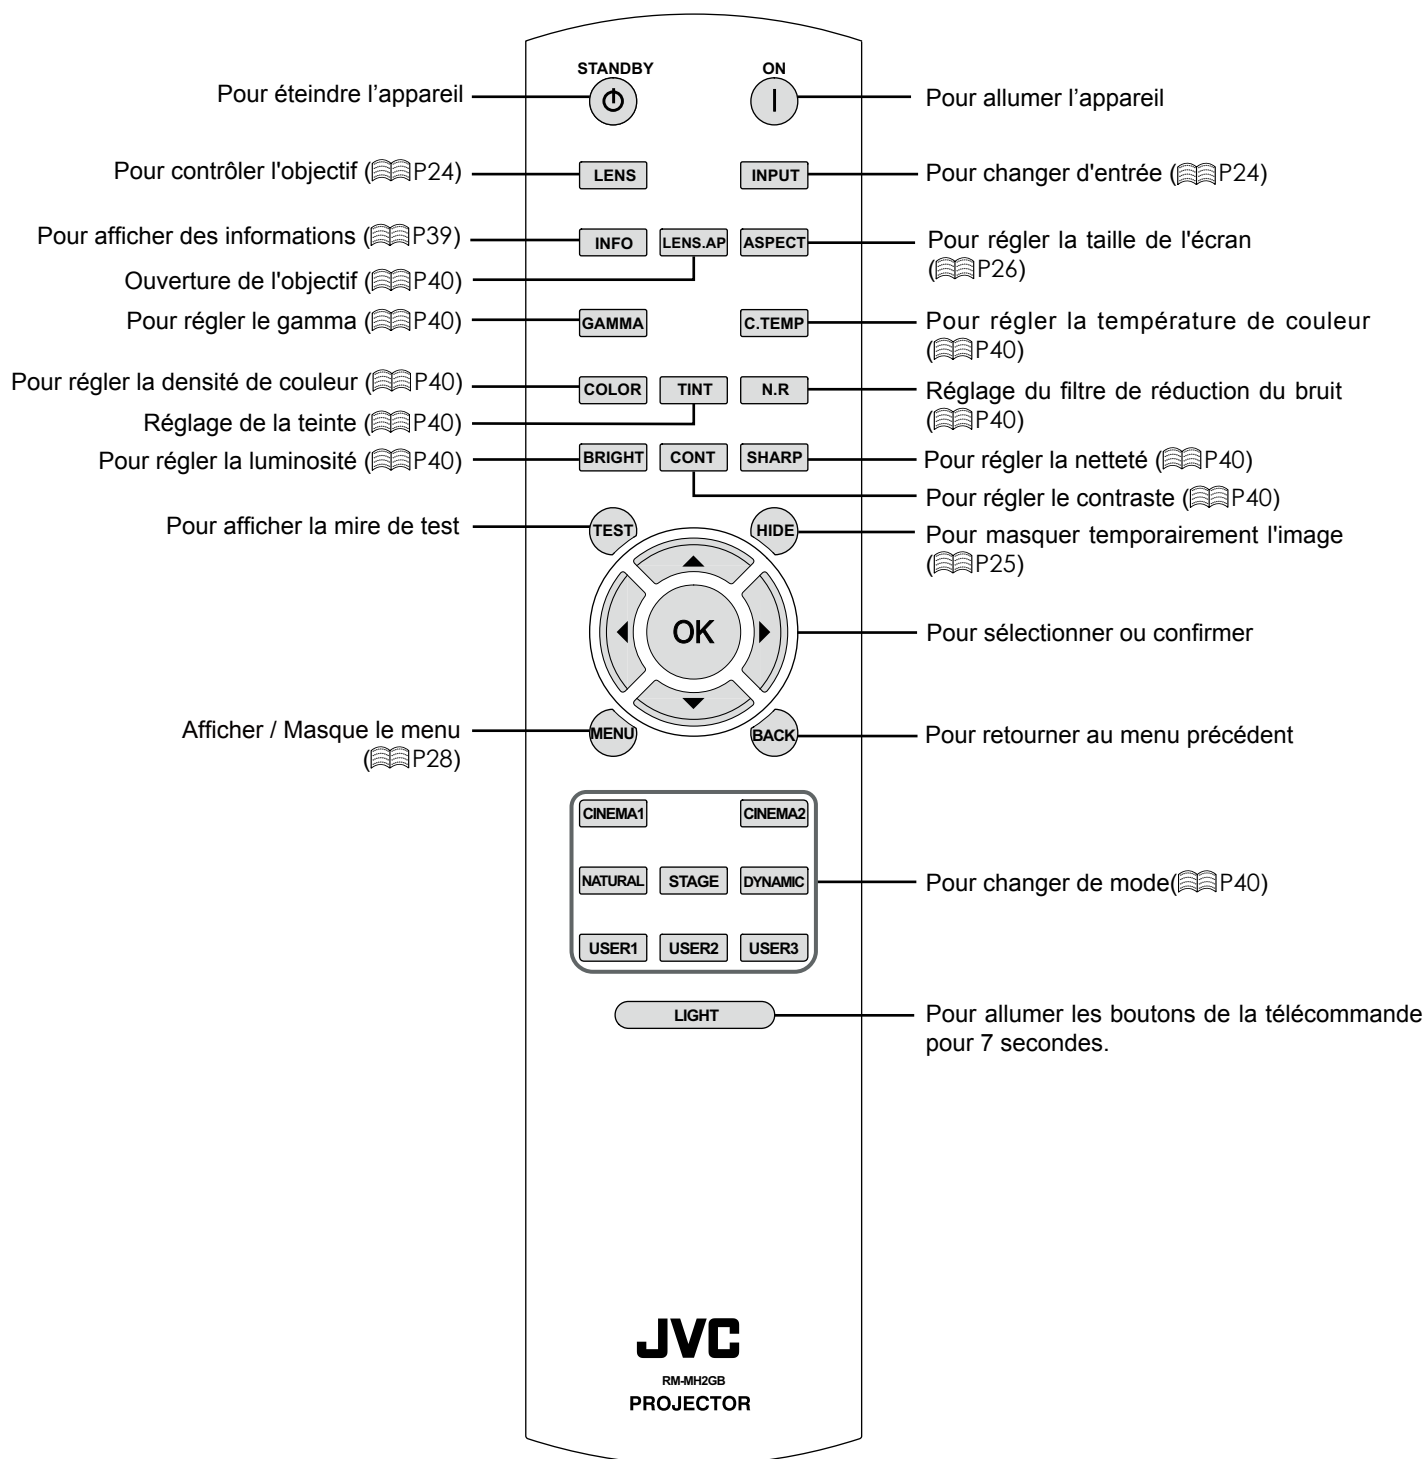 STANDBY
ON
Pour éteindre l’appareil
Pour allumer l’appareil
Pour contrôler l'objectif (P24)
LENS
INPUT
Pour changer d'entrée (P24)
Pour afficher des informations (P39)
INFO
LENS.AP
ASPECT
Pour régler la taille de l'écran
(P26)
Ouverture de l'objectif (P40)
Pour régler le gamma (P40)
GAMMA
C.TEMP
Pour régler la température de couleur
(P40)
Pour régler la densité de couleur (P40)
COLOR
TINT
N.R
Réglage du filtre de réduction du bruit
(P40)
Réglage de la teinte (P40)
Pour régler la luminosité (P40)
BRIGHT
CONT
SHARP
Pour régler la netteté (P40)
Pour régler le contraste (P40)
Pour afficher la mire de test
TEST
HIDE
Pour masquer temporairement l'image
(P25)
OK
Pour sélectionner ou confirmer
Afficher / Masque le menu
(P28)
MENU
BACK
Pour retourner au menu précédent
CINEMA1
CINEMA2
NATURAL
STAGE
DYNAMIC
Pour changer de mode(P40)
USER1
USER2
USER3
LIGHT
Pour allumer les boutons de la télécommande
pour 7 secondes.
JVC
RM-MH2GB
PROJECTOR